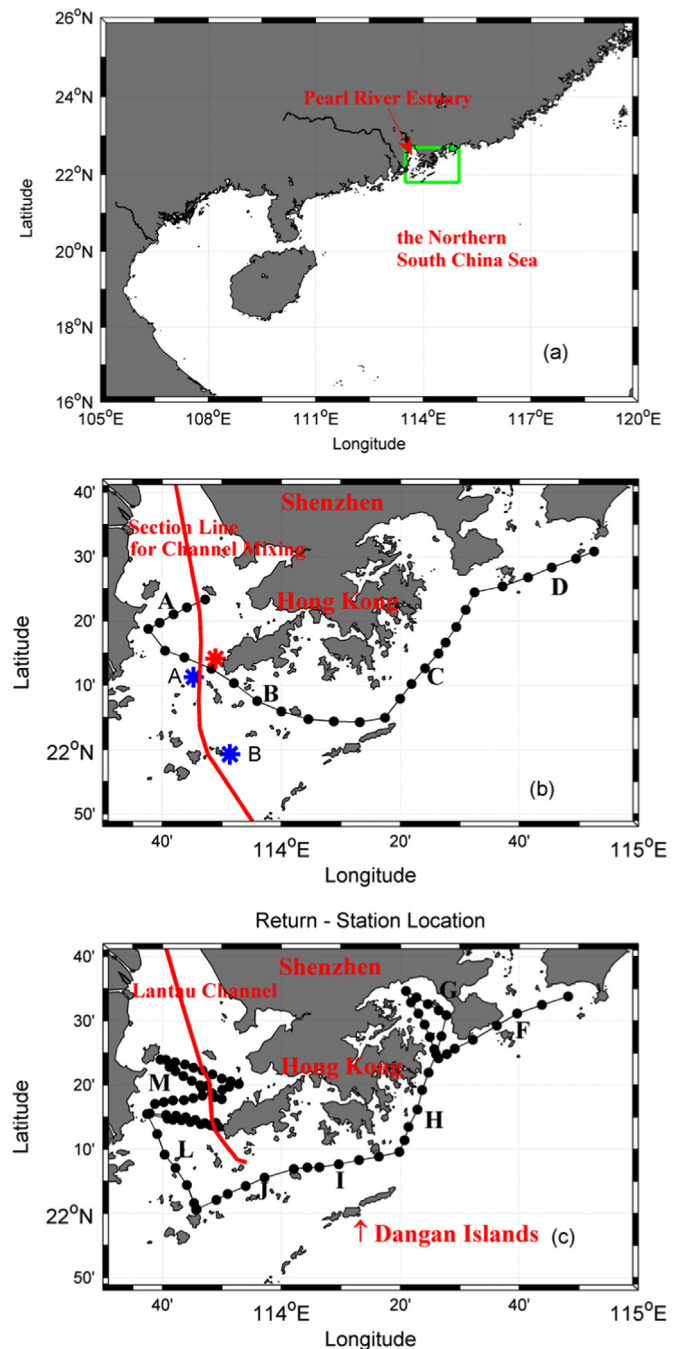 26°N
24°N
22°N
20°N
18°N
16°N
Latitude
Pearl River Estuary
the Northern
South China Sea
(a)
105°E 108°E 111°E 114°E 117°E 120°E
Longitude
40'
30'
20'
10'
22°N
50'
Latitude
Shenzhen
Section Line
for Channel Mixing
Hong Kong
A
D
C
A
B
B
(b)
40' 114°E 20' 40' 115°E
Longitude
Return - Station Location
40'
30'
20'
10'
22°N
50'
Latitude
Shenzhen
Lantau Channel
G
F
Hong Kong
M
H
L
I
J
↑ Dangan Islands
(c)
40' 114°E 20' 40' 115°E
Longitude